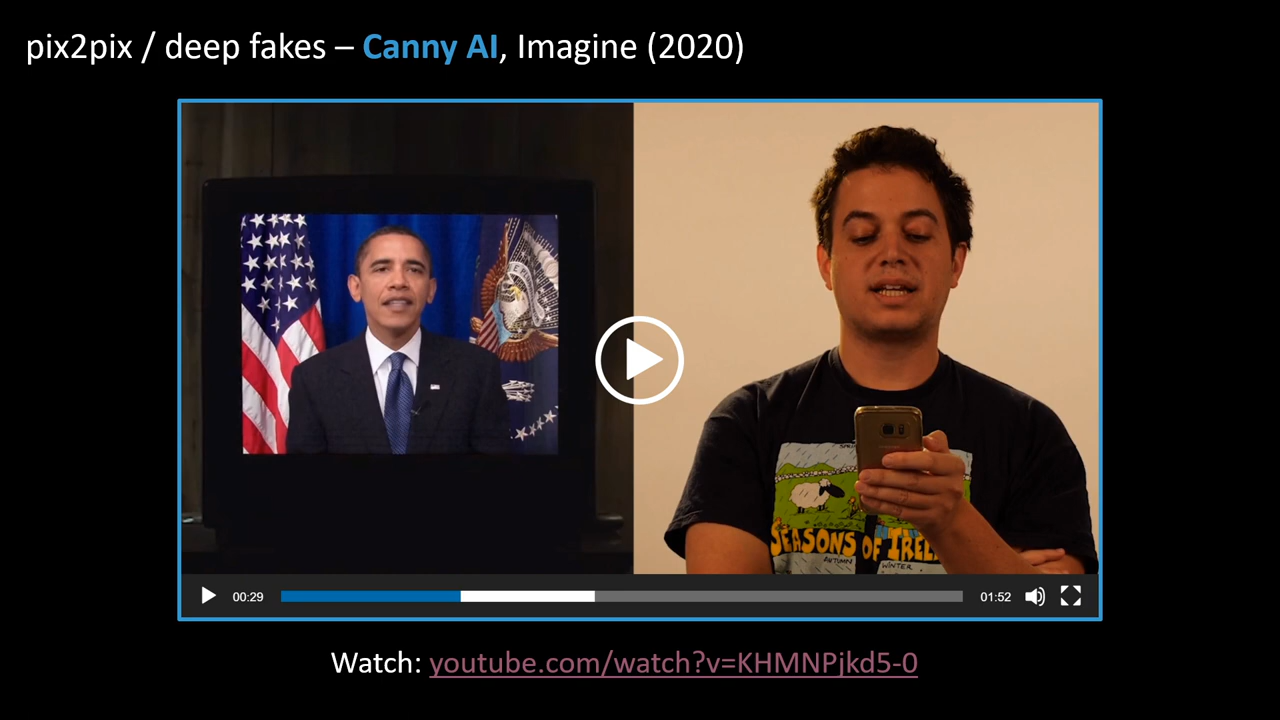 pix2pix / deep fakes – Canny AI, Imagine (2020)
SEASONS OF IREL
AUTUMN
WINTER
00:29
01:52
Watch: youtube.com/watch?v=KHMNPjkd5-0